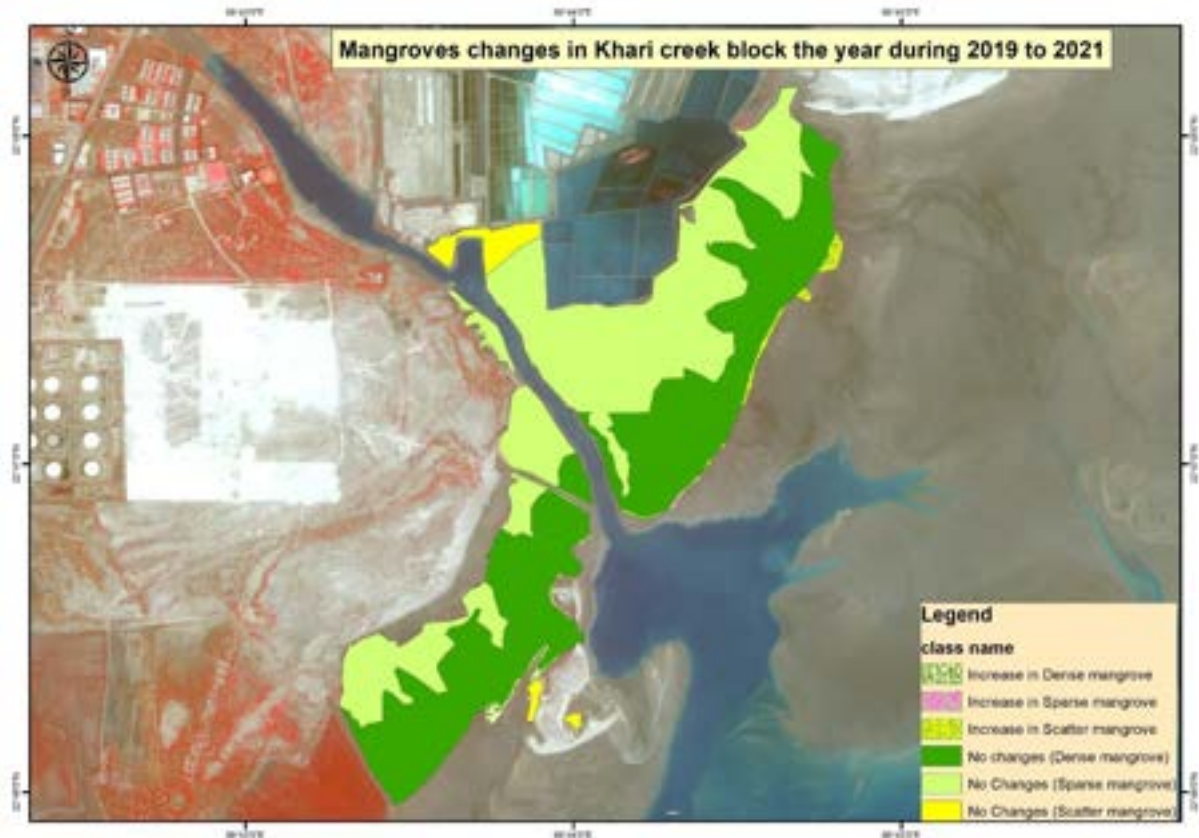 Mangroves changes in Khari creek block the year during 2019 to 2021
Legend
class name
Increase in Dense mangrove
Increase in Sparse mangrove
Increase in Scatter mangrove
No changes (Dense mangrove)
No Changes (Sparse mangrove)
No Changes (Scatter mangrove)